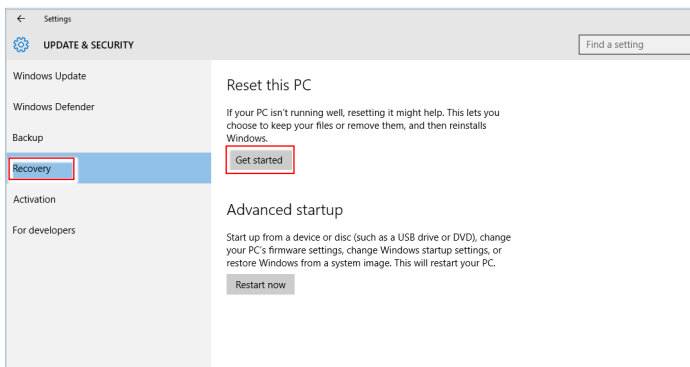 ← Settings
UPDATE & SECURITY
Find a setting
Windows Update
Windows Defender
Backup
Recovery
Activation
For developers
Reset this PC
If your PC isn't running well, resetting it might help. This lets you
choose to keep your files or remove them, and then reinstalls
Windows.
Get started
Advanced startup
Start up from a device or disc (such as a USB drive or DVD), change
your PC's firmware settings, change Windows startup settings, or
restore Windows from a system image. This will restart your PC.
Restart now